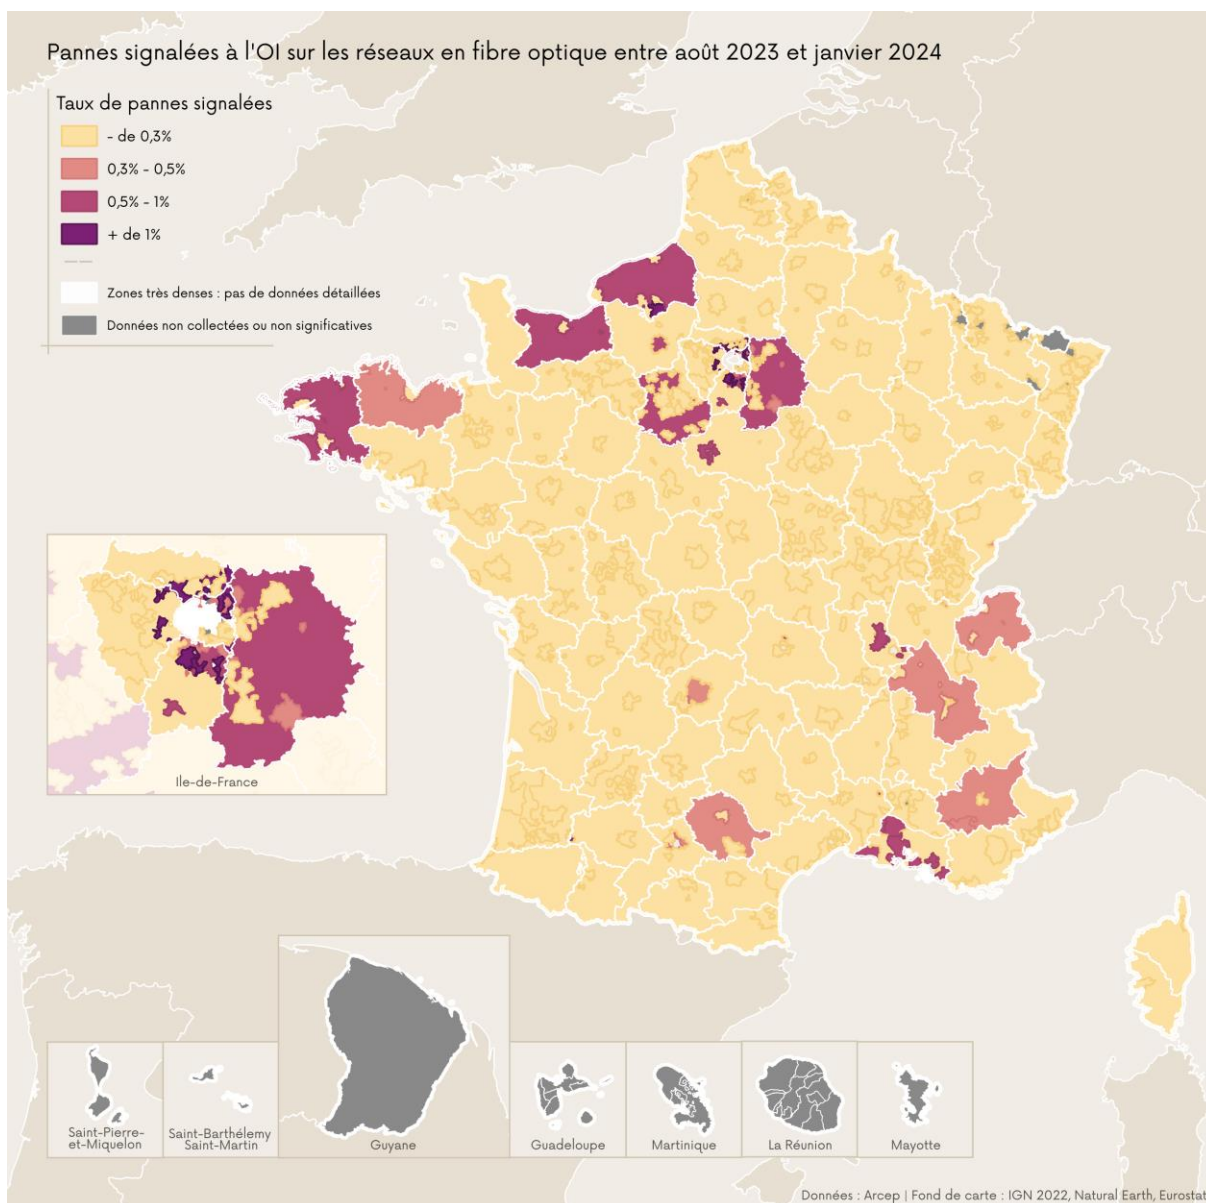 Pannes signalées à l'OI sur les réseaux en fibre optique entre août 2023 et janvier 2024
Taux de pannes signalées
- de 0,3%
0,3% - 0,5%
0,5% - 1%
+ de 1%
Zones très denses : pas de données détaillées
Données non collectées ou non significatives
Ile-de-France
Saint-Pierre-
et-Miquelon
Saint-Barthélemy
Saint-Martin
Guyane
Guadeloupe
Martinique
La Réunion
Mayotte
Données : Arcep | Fond de carte : IGN 2022, Natural Earth, Eurostat